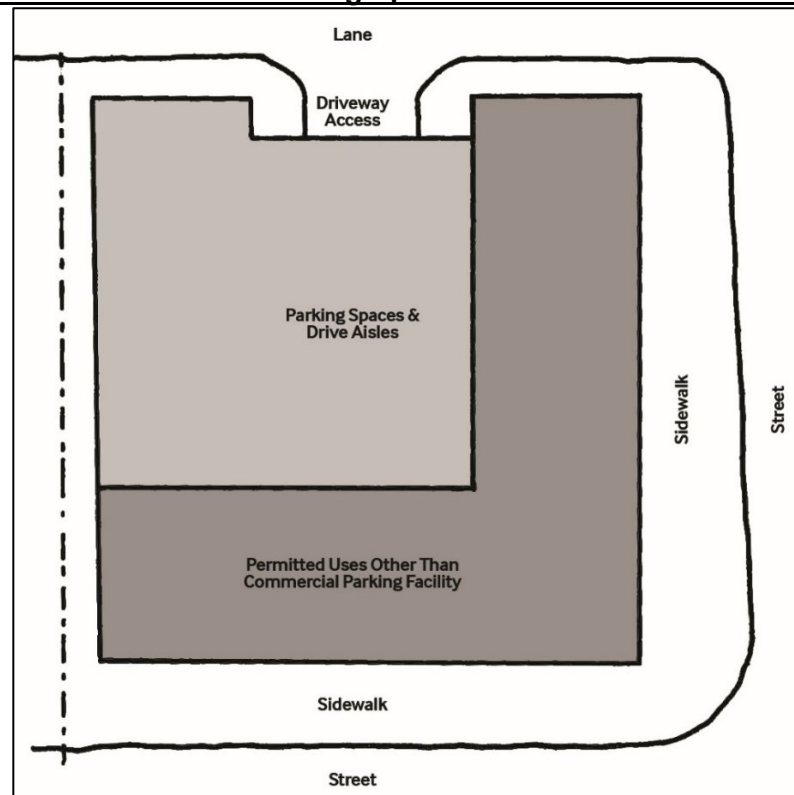 Lane
Driveway
Access
Parking Spaces &
Drive Aisles
Sidewalk
Street
Permitted Uses Other Than
Commercial Parking Facility
Sidewalk
Street